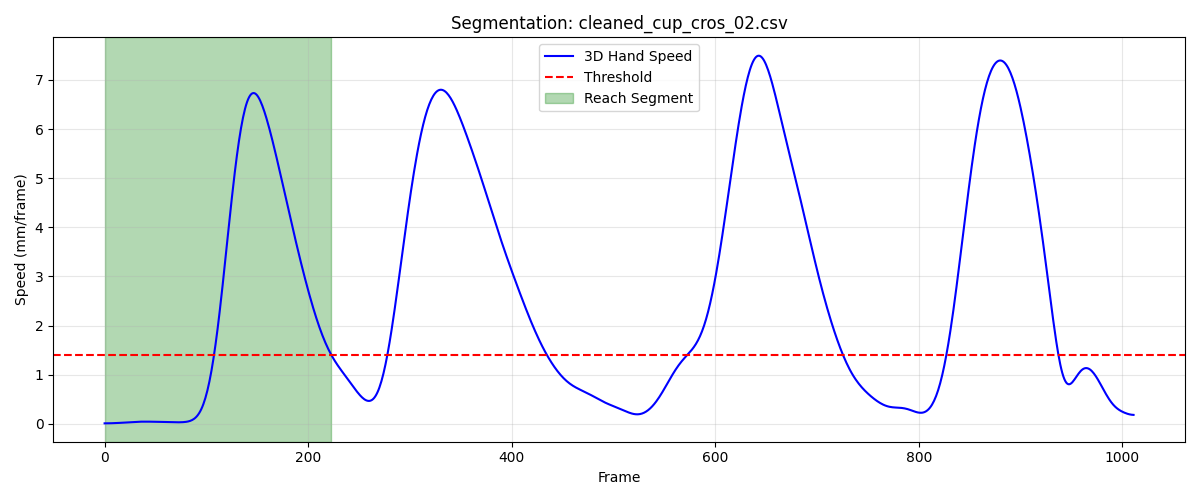 Segmentation: cleaned_cup_cros_02.csv
3D Hand Speed
Threshold
Reach Segment
Speed (mm/frame)
7
6
5
4
3
2
1
0
0 200 400 600 800 1000
Frame